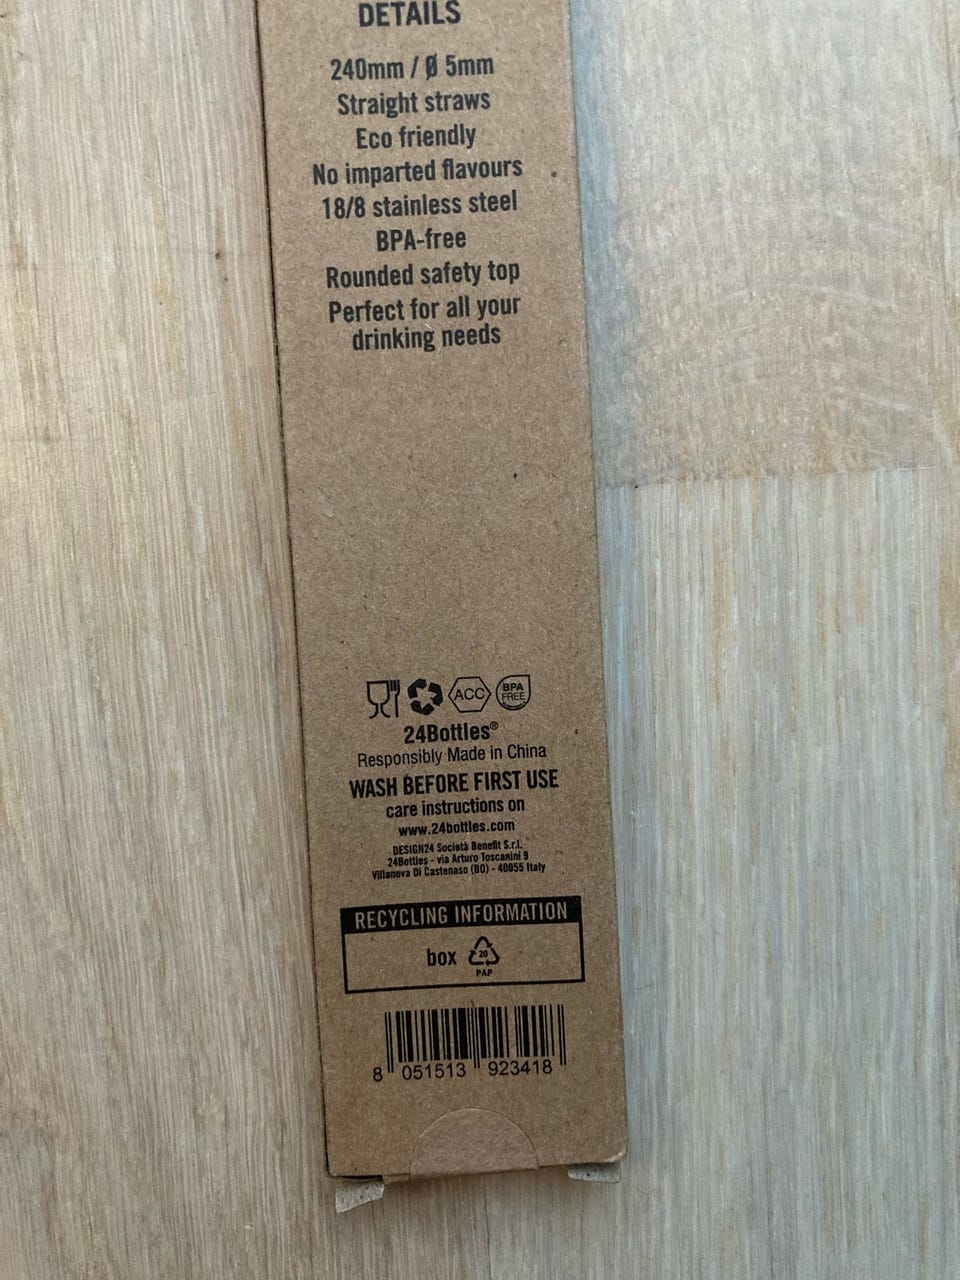 DETAILS
240mm / Ø 5mm
Straight straws
Eco friendly
No imparted flavours
18/8 stainless steel
BPA-free
Rounded safety top
Perfect for all your
drinking needs
ACC
BPA
FREE
24Bottles®
Responsibly Made in China
WASH BEFORE FIRST USE
care instructions on
www.24bottles.com
DESIGN24 Società Benefit S.r.l.
24Bottles - via Arturo Toscanini 9
Villanova Di Castenaso (BO) - 40055 Italy
RECYCLING INFORMATION
box 20
PAP
8 051513 923418